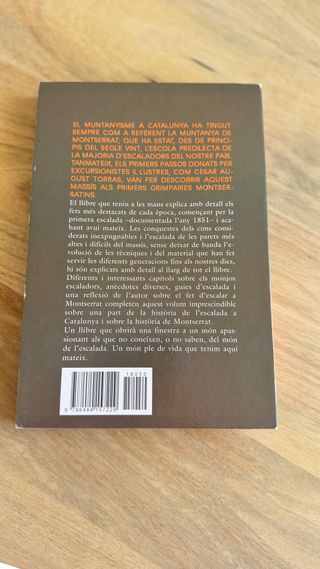 EL MUNTANYISME A CATALUNYA HA TINGUT
SEMPRE COM A REFERENT LA MUNTANYA DE
MONTSERRAT, QUE HA ESTAT, DES DE PRINCI-
PIS DEL SEGLE VINT, L'ESCOLA PREDILECTA DE
LA MAJORIA D'ESCALADORS DEL NOSTRE PAÍS.
TANMATEIX, ELS PRIMERS PASSOS DONATS PER
EXCURSIONISTES IL·LUSTRES, COM CÈSAR AU-
GUST TORRAS, VAN FER DESCOBRIR AQUEST
MASSÍS ALS PRIMERS GRIMPAIRES MONTSER-
RATINS.
El llibre que teniu a les mans explica amb detall els
fets més destacats de cada època, començant per la
primera escalada –documentada l'any 1851– i aca-
bant avui mateix. Les conquestes dels cims consi-
derats inexpugnables i l'escalada de les parets més
altes i difícils del massís, sense deixar de banda l'e-
volució de les tècniques i del material que han fet
servir les diferents generacions fins als nostres dies,
hi són explicats amb detall al llarg de tot el llibre.
Diferents i interessants capítols sobre els monjos
escaladors, anècdotes diverses, guies d'escalada i
una reflexió de l'autor sobre el fet d'escalar a
Montserrat completen aquest volum imprescindible
sobre una part de la història de l'escalada a
Catalunya i sobre la història de Montserrat.
Un llibre que obrirà una finestra a un món apas-
sionant als que no coneixen, o no saben, del món
de l'escalada. Un món ple de vida que tenim aquí
mateix.
18000
9 788484 157229